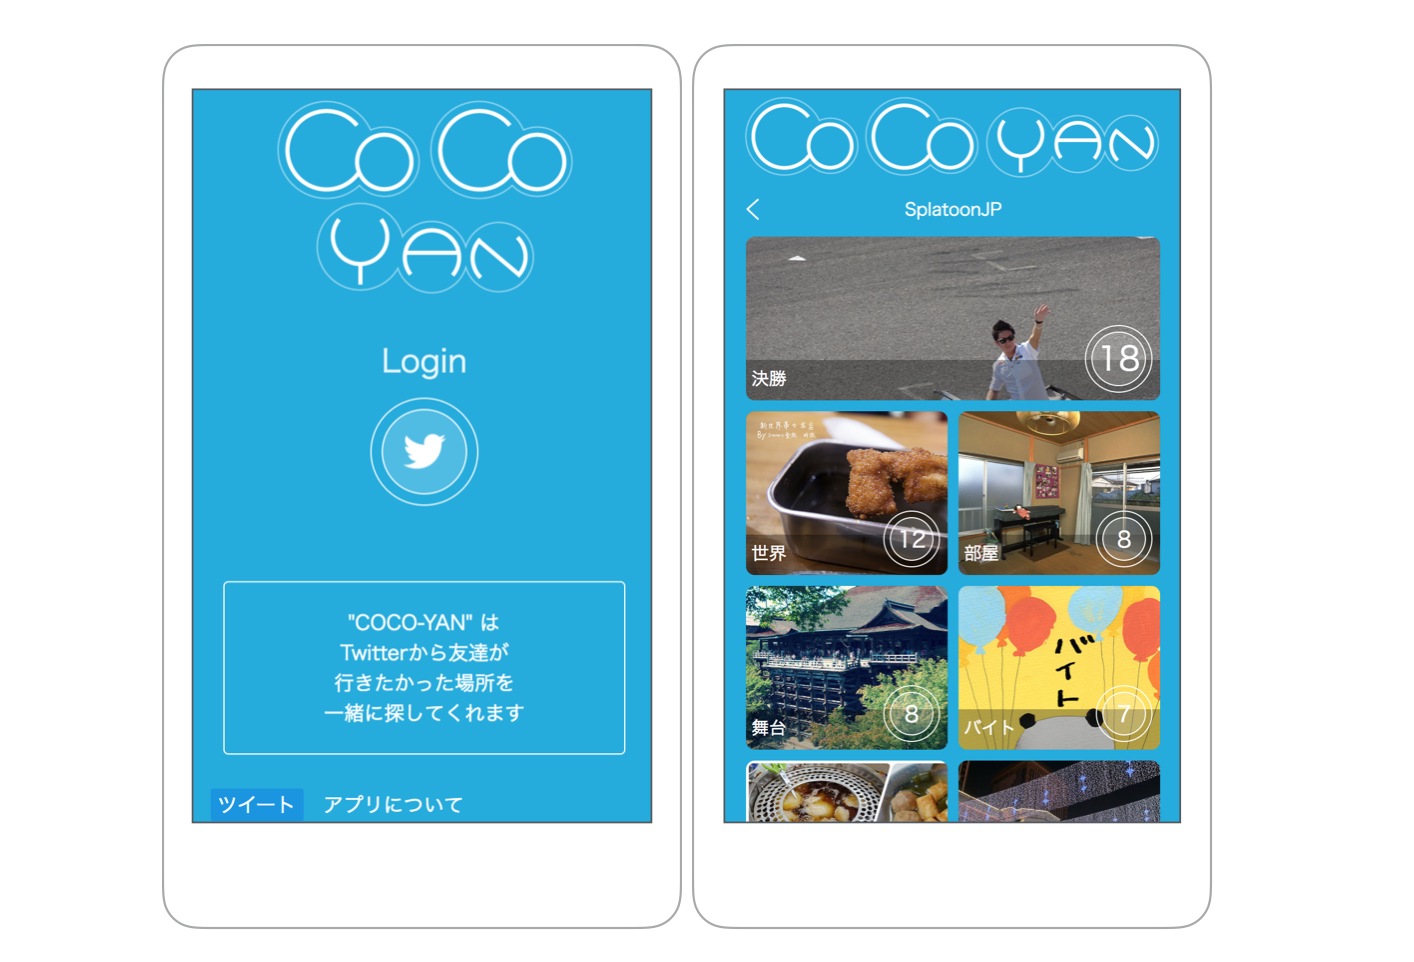 CoCo
YAN
Login
"COCO-YAN" は
Twitterから友達が
行きたかった場所を
一緒に探してくれます
ツイート アプリについて
CoCoYAN
SplatoonJP
決勝
18
世界
12
部屋
8
舞台
8
バイト
バイト
7